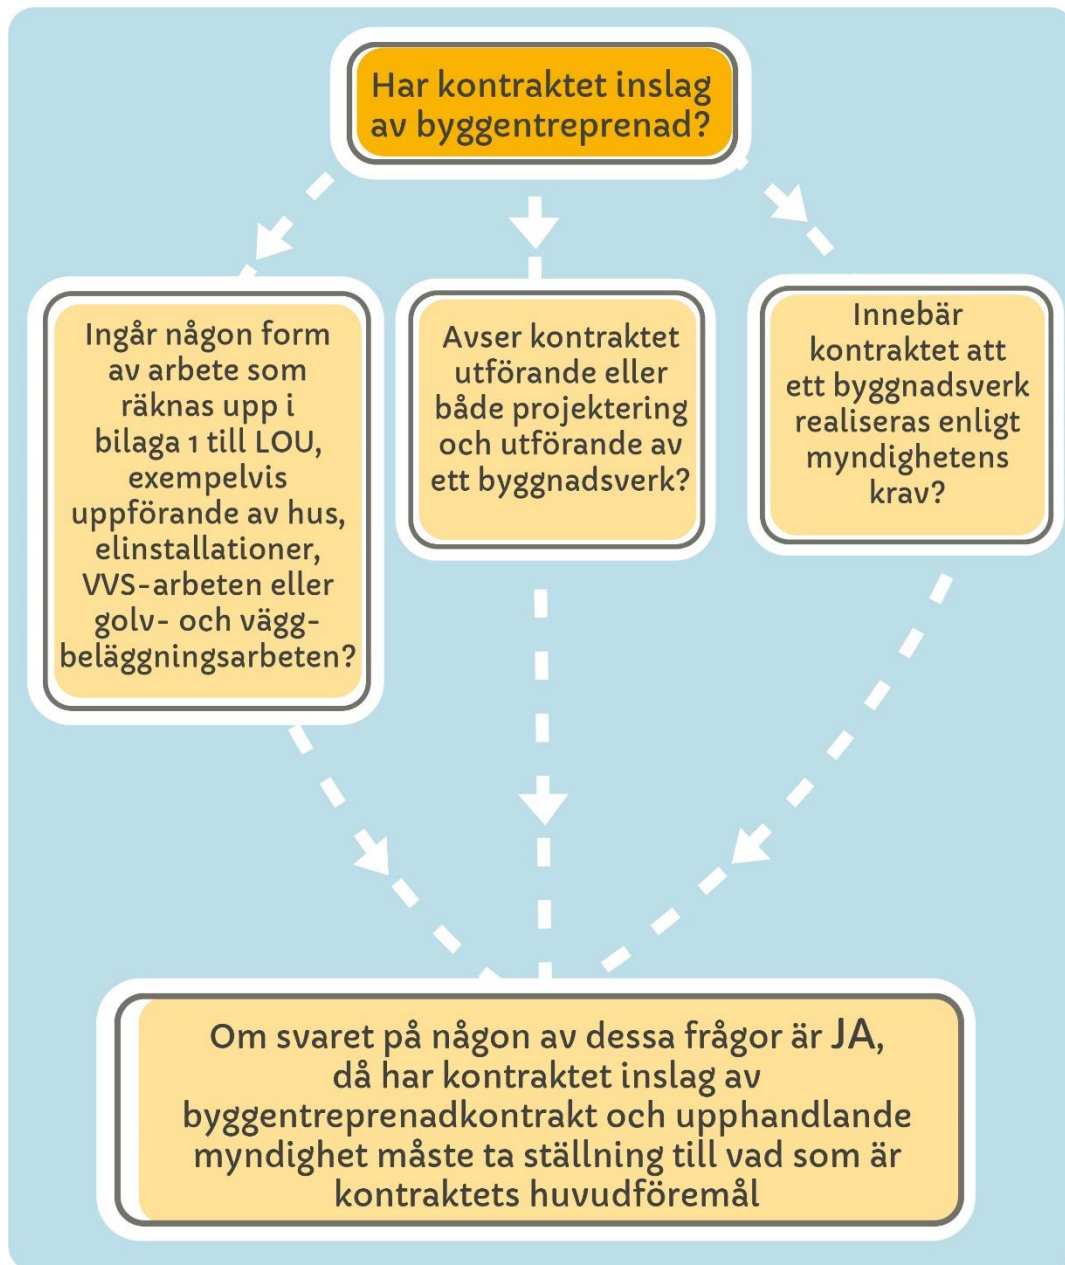 Har kontraktet inslag
av byggentreprenad?
Ingår någon form
av arbete som
räknas upp i
bilaga 1 till LOU,
exempelvis
uppförande av hus,
elinstallationer,
VVS-arbeten eller
golv- och vägg-
beläggningsarbeten?
Avser kontraktet
utförande eller
både projektering
och utförande av
ett byggnadsverk?
Innebär
kontraktet att
ett byggnadsverk
realiseras enligt
myndighetens
krav?
Om svaret på någon av dessa frågor är JA,
då har kontraktet inslag av
byggentreprenadkontrakt och upphandlande
myndighet måste ta ställning till vad som är
kontraktets huvudföremål